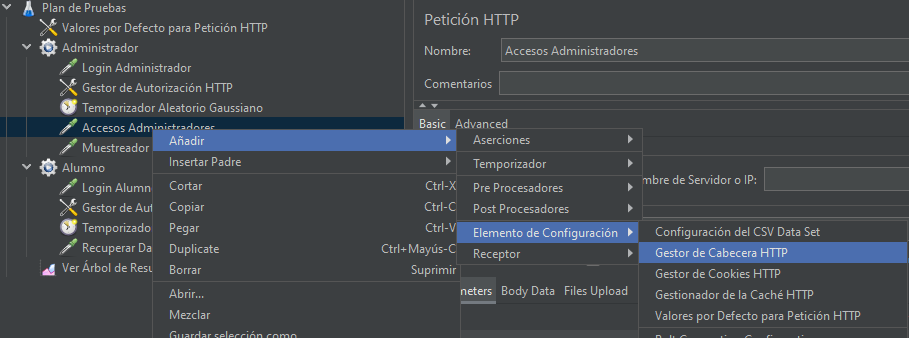 Plan de Pruebas
Valores por Defecto para Petición HTTP
Administrador
Login Administrador
Gestor de Autorización HTTP
Temporizador Aleatorio Gaussiano
Accesos Administradores
Muestreador
Alumno
Login Alumn
Gestor de Aut
Temporizador
Recuperar Da
Ver Árbol de Resu
Petición HTTP
Nombre:
Accesos Administradores
Comentarios
Basic
Advanced
mbre de Servidor o IP:
meters
Body Data
Files Upload
Añadir
Insertar Padre
Cortar Ctrl-X
Copiar Ctrl-C
Pegar Ctrl-V
Duplicate Ctrl+Mayús-C
Borrar Suprimir
Abrir...
Mezclar
Guardar selección como
Aserciones
Temporizador
Pre Procesadores
Post Procesadores
Elemento de Configuración
Receptor
Configuración del CSV Data Set
Gestor de Cabecera HTTP
Gestor de Cookies HTTP
Gestionador de la Caché HTTP
Valores por Defecto para Petición HTTP